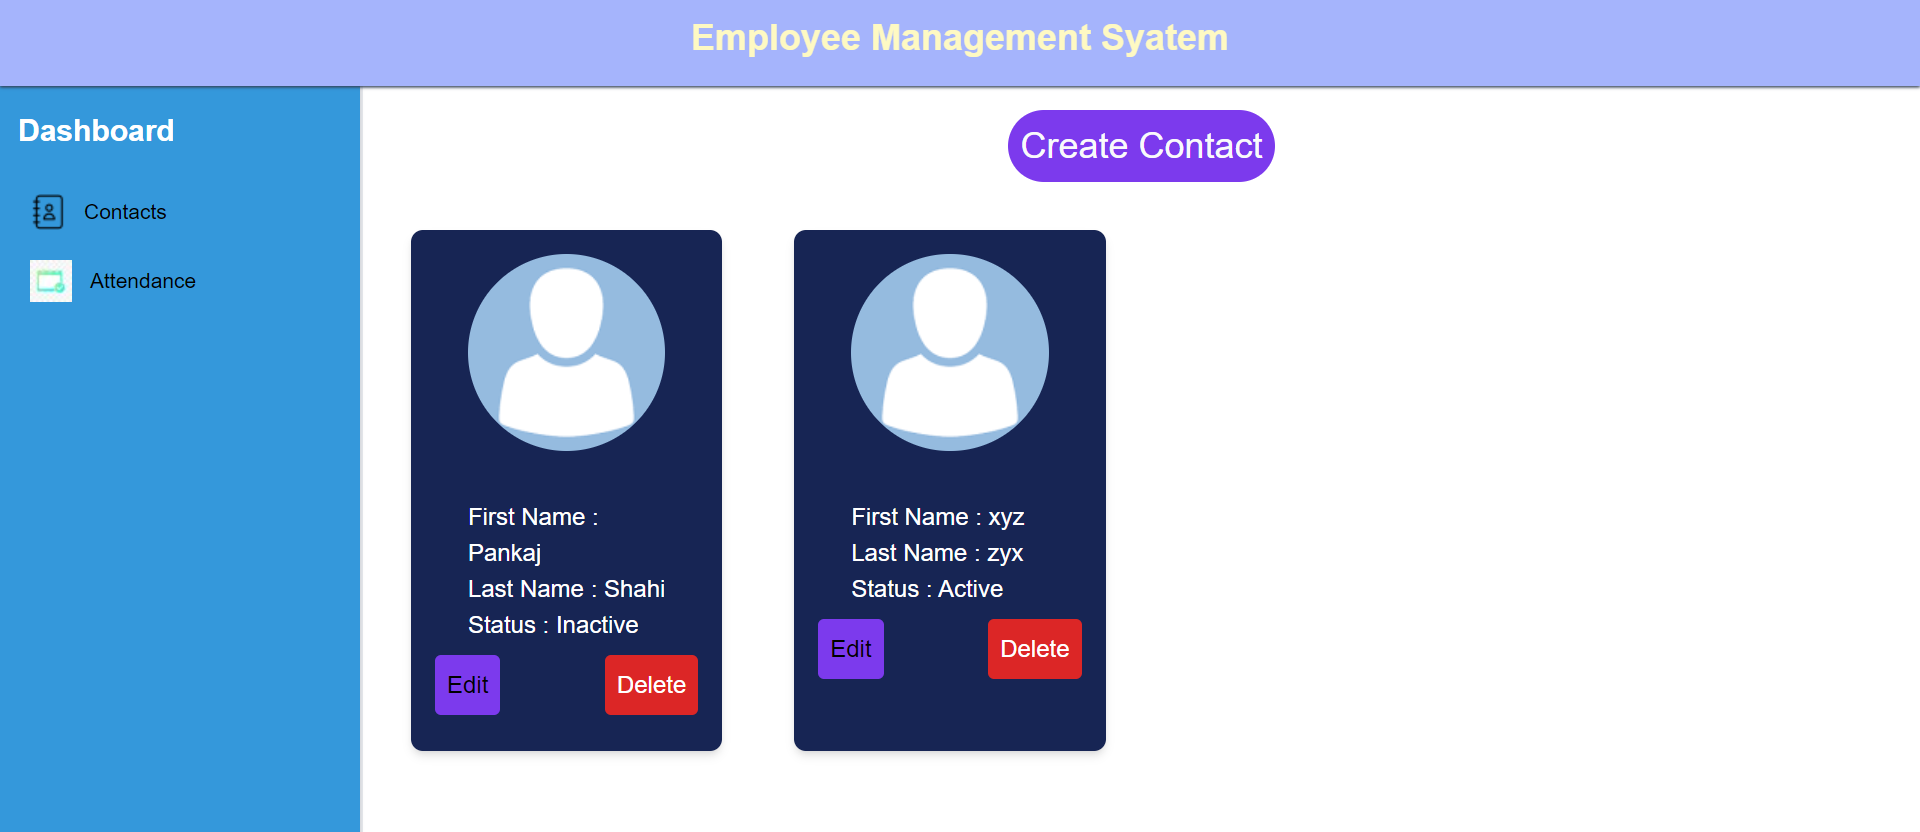 Employee Management Syatem
Dashboard
Contacts
Attendance
Create Contact
First Name :
Pankaj
Last Name : Shahi
Status : Inactive
Edit
Delete
First Name : xyz
Last Name : zyx
Status : Active
Edit
Delete